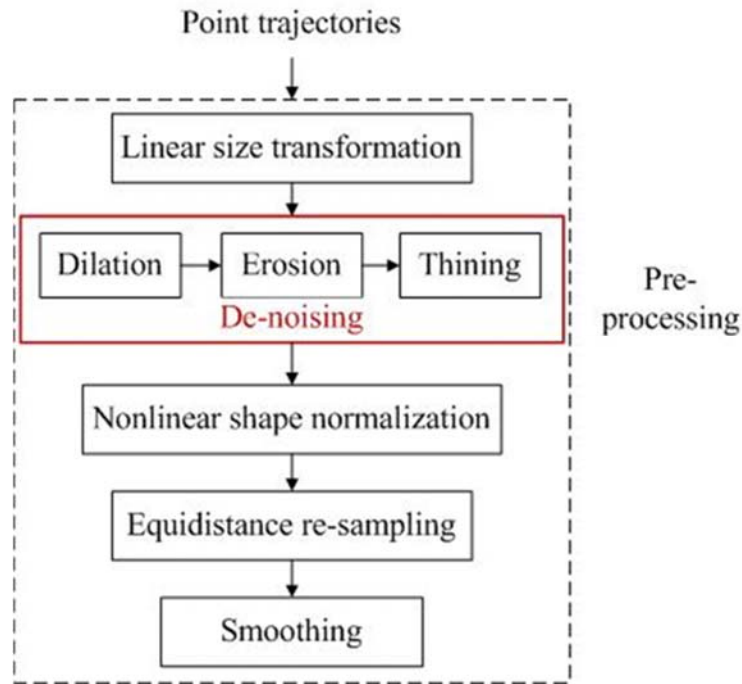 Point trajectories
Linear size transformation
Dilation
Erosion
Thining
De-noising
Pre-
processing
Nonlinear shape normalization
Equidistance re-sampling
Smoothing